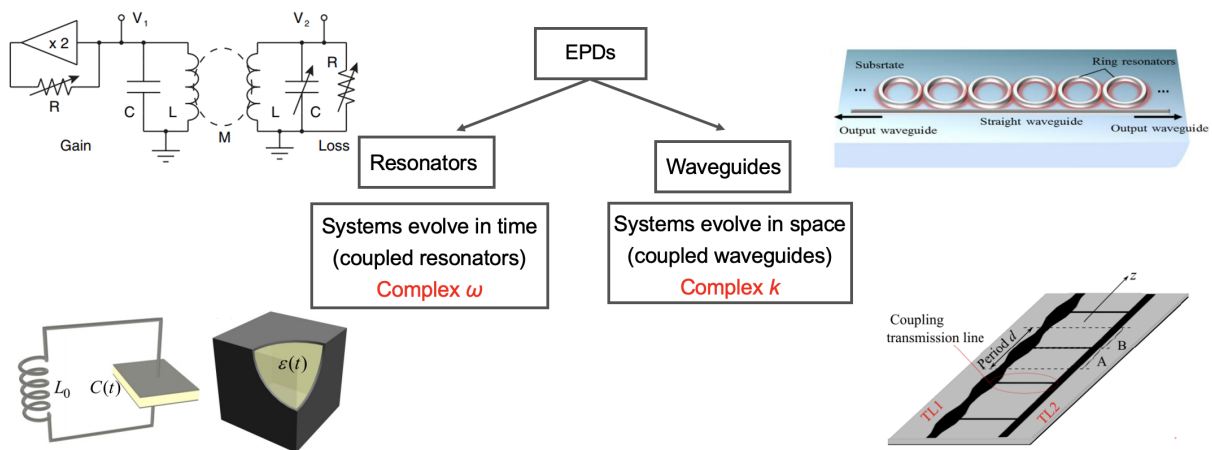 x 2
V1
V2
R
C
L
M
L
C
R
Gain
Loss
EPDs
Resonators
Waveguides
Systems evolve in time
(coupled resonators)
Complex ω
Systems evolve in space
(coupled waveguides)
Complex k
Subsrtate
Ring resonators
...
...
Straight waveguide
Output waveguide
Output waveguide
L0
C(t)
ε(t)
z
Coupling
transmission line
Period d
B
A
TL1
TL2